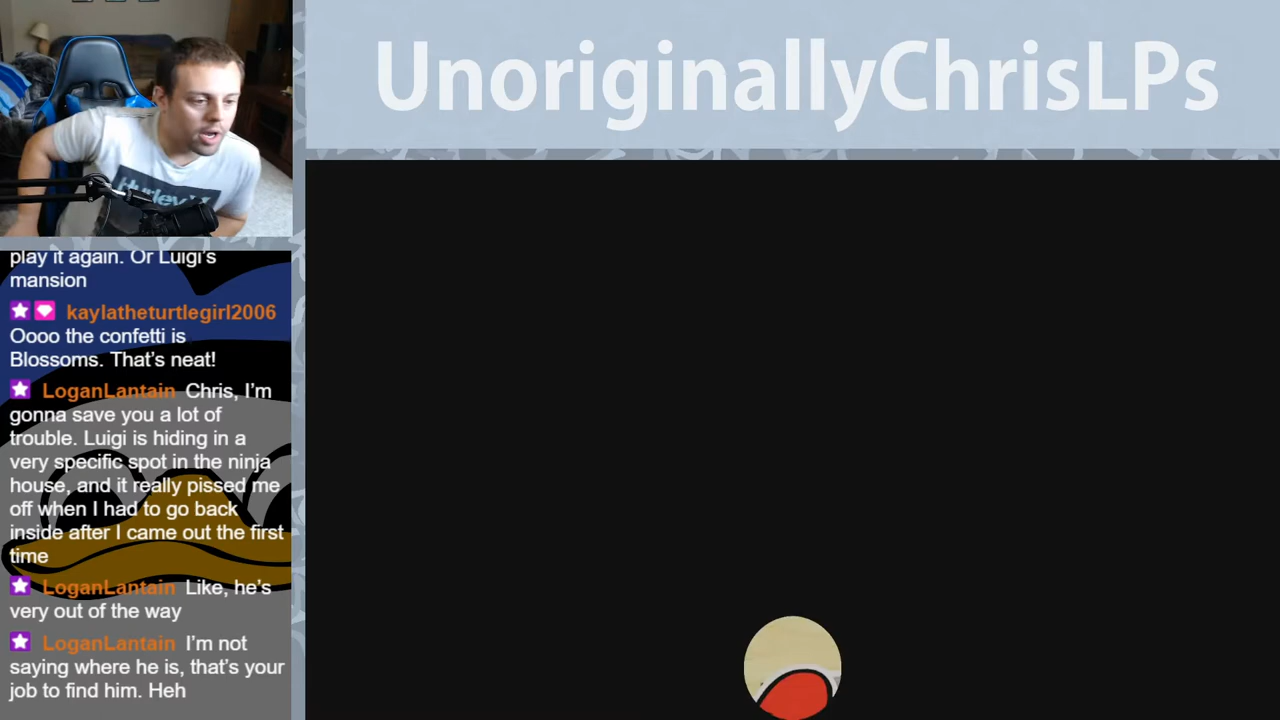 UnoriginallyChrisLPs
Hurley
play it again. Or Luigi's
mansion
kaylatheturtlegirl2006
Oooo the confetti is
Blossoms. That's neat!
LoganLantain Chris, I'm
gonna save you a lot of
trouble. Luigi is hiding in a
very specific spot in the ninja
house, and it really pissed me
off when I had to go back
inside after I came out the first
time
LoganLantain Like, he's
very out of the way
LoganLantain I'm not
saying where he is, that's your
job to find him. Heh